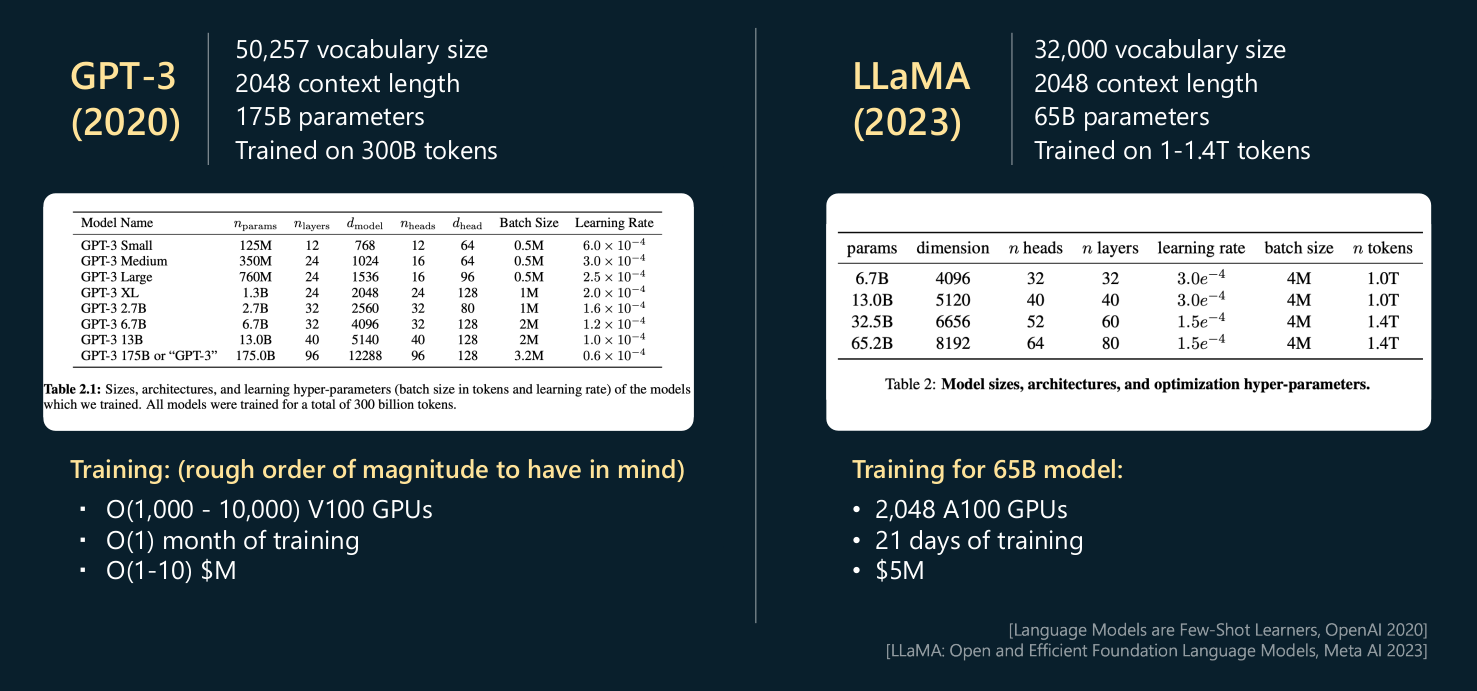 GPT-3
(2020)
50,257 vocabulary size
2048 context length
175B parameters
Trained on 300B tokens
Model Name n_params n_layers d_model n_heads d_head Batch Size Learning Rate
GPT-3 Small 125M 12 768 12 64 0.5M 6.0 × 10⁻⁴
GPT-3 Medium 350M 24 1024 16 64 0.5M 3.0 × 10⁻⁴
GPT-3 Large 760M 24 1536 16 96 0.5M 2.5 × 10⁻⁴
GPT-3 XL 1.3B 24 2048 24 128 1M 2.0 × 10⁻⁴
GPT-3 2.7B 2.7B 32 2560 32 80 1M 1.6 × 10⁻⁴
GPT-3 6.7B 6.7B 32 4096 32 128 2M 1.2 × 10⁻⁴
GPT-3 13B 13.0B 40 5140 40 128 2M 1.0 × 10⁻⁴
GPT-3 175B or “GPT-3” 175.0B 96 12288 96 128 3.2M 0.6 × 10⁻⁴
Table 2.1: Sizes, architectures, and learning hyper-parameters (batch size in tokens and learning rate) of the models
which we trained. All models were trained for a total of 300 billion tokens.
Training: (rough order of magnitude to have in mind)
▪ O(1,000 - 10,000) V100 GPUs
▪ O(1) month of training
▪ O(1-10) $M
LLaMA
(2023)
32,000 vocabulary size
2048 context length
65B parameters
Trained on 1-1.4T tokens
params dimension n heads n layers learning rate batch size n tokens
6.7B 4096 32 32 3.0e⁻⁴ 4M 1.0T
13.0B 5120 40 40 3.0e⁻⁴ 4M 1.0T
32.5B 6656 52 60 1.5e⁻⁴ 4M 1.4T
65.2B 8192 64 80 1.5e⁻⁴ 4M 1.4T
Table 2: Model sizes, architectures, and optimization hyper-parameters.
Training for 65B model:
• 2,048 A100 GPUs
• 21 days of training
• $5M
[Language Models are Few-Shot Learners, OpenAI 2020]
[LLaMA: Open and Efficient Foundation Language Models, Meta AI 2023]